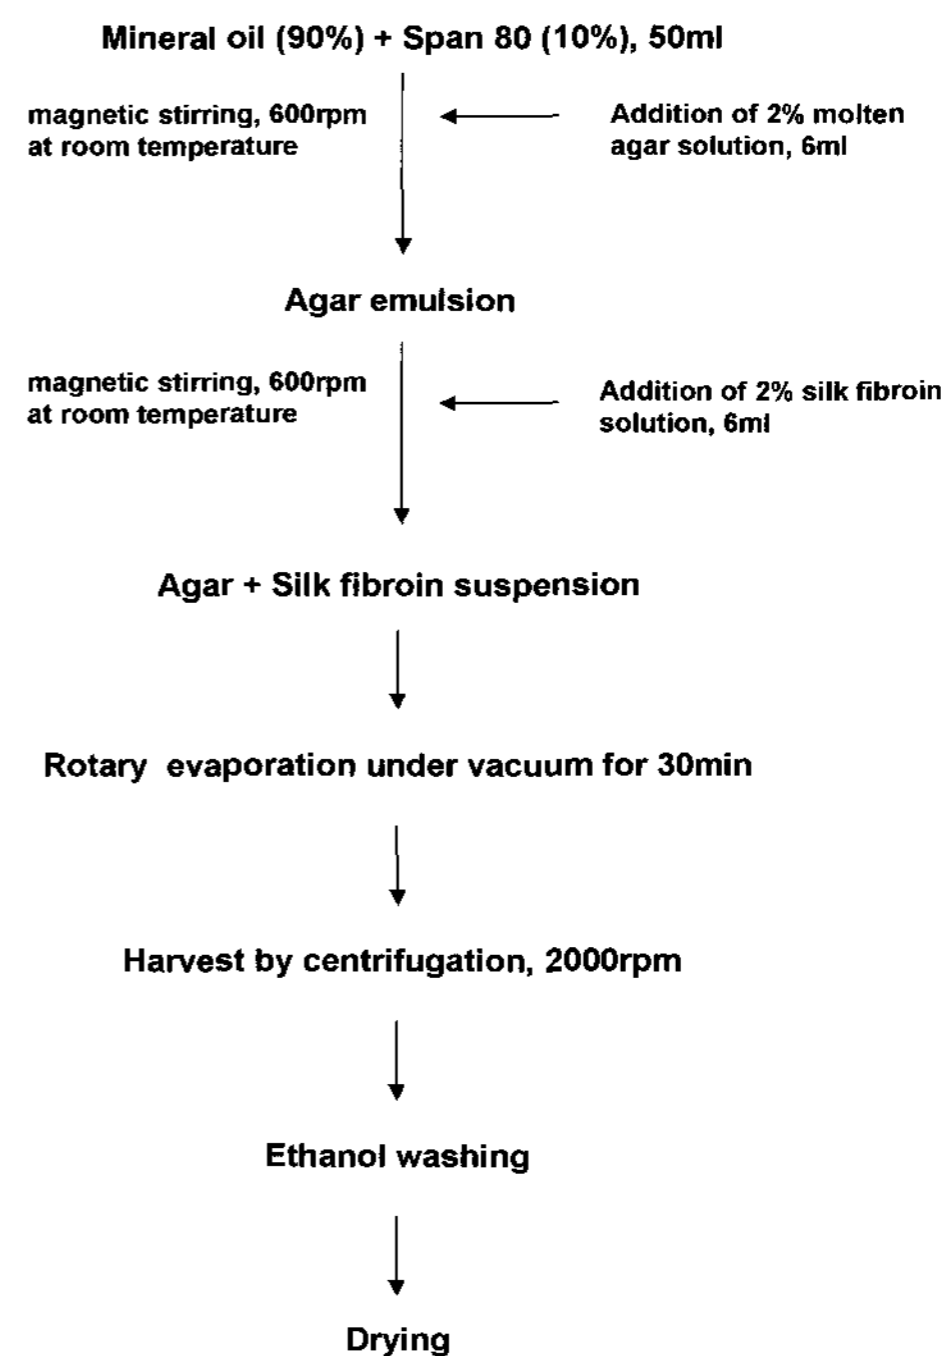 Mineral oil (90%) + Span 80 (10%), 50ml
magnetic stirring, 600rpm
at room temperature
Addition of 2% molten
agar solution, 6ml
Agar emulsion
magnetic stirring, 600rpm
at room temperature
Addition of 2% silk fibroin
solution, 6ml
Agar + Silk fibroin suspension
Rotary evaporation under vacuum for 30min
Harvest by centrifugation, 2000rpm
Ethanol washing
Drying